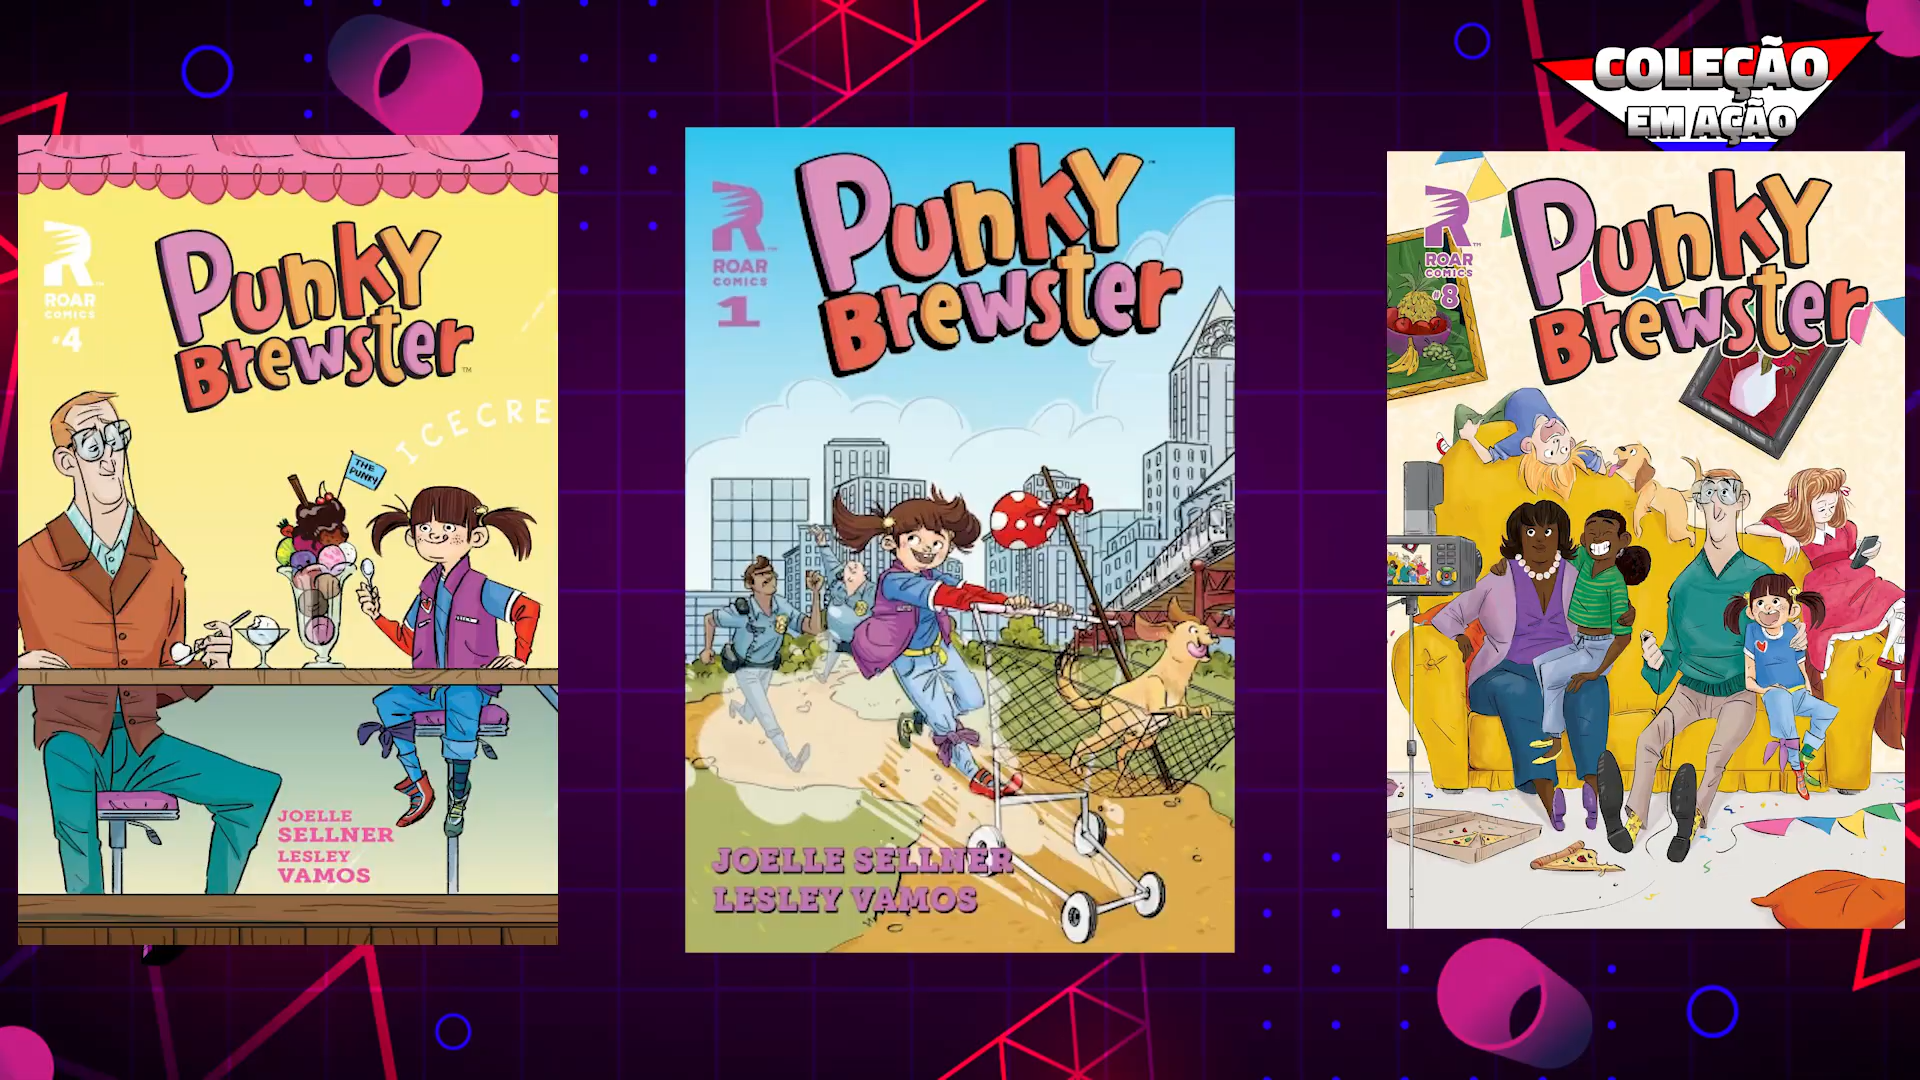 COLEÇÃO
EM AÇÃO
Punky
Brewster
ROAR
COMICS
#4
ICECRE
THE
PUNKY
JOELLE
SELLNER
LESLEY
VAMOS
Punky
Brewster
ROAR
COMICS
1
JOELLE SELLNER
LESLEY VAMOS
Punky
Brewster
ROAR
COMICS
#8